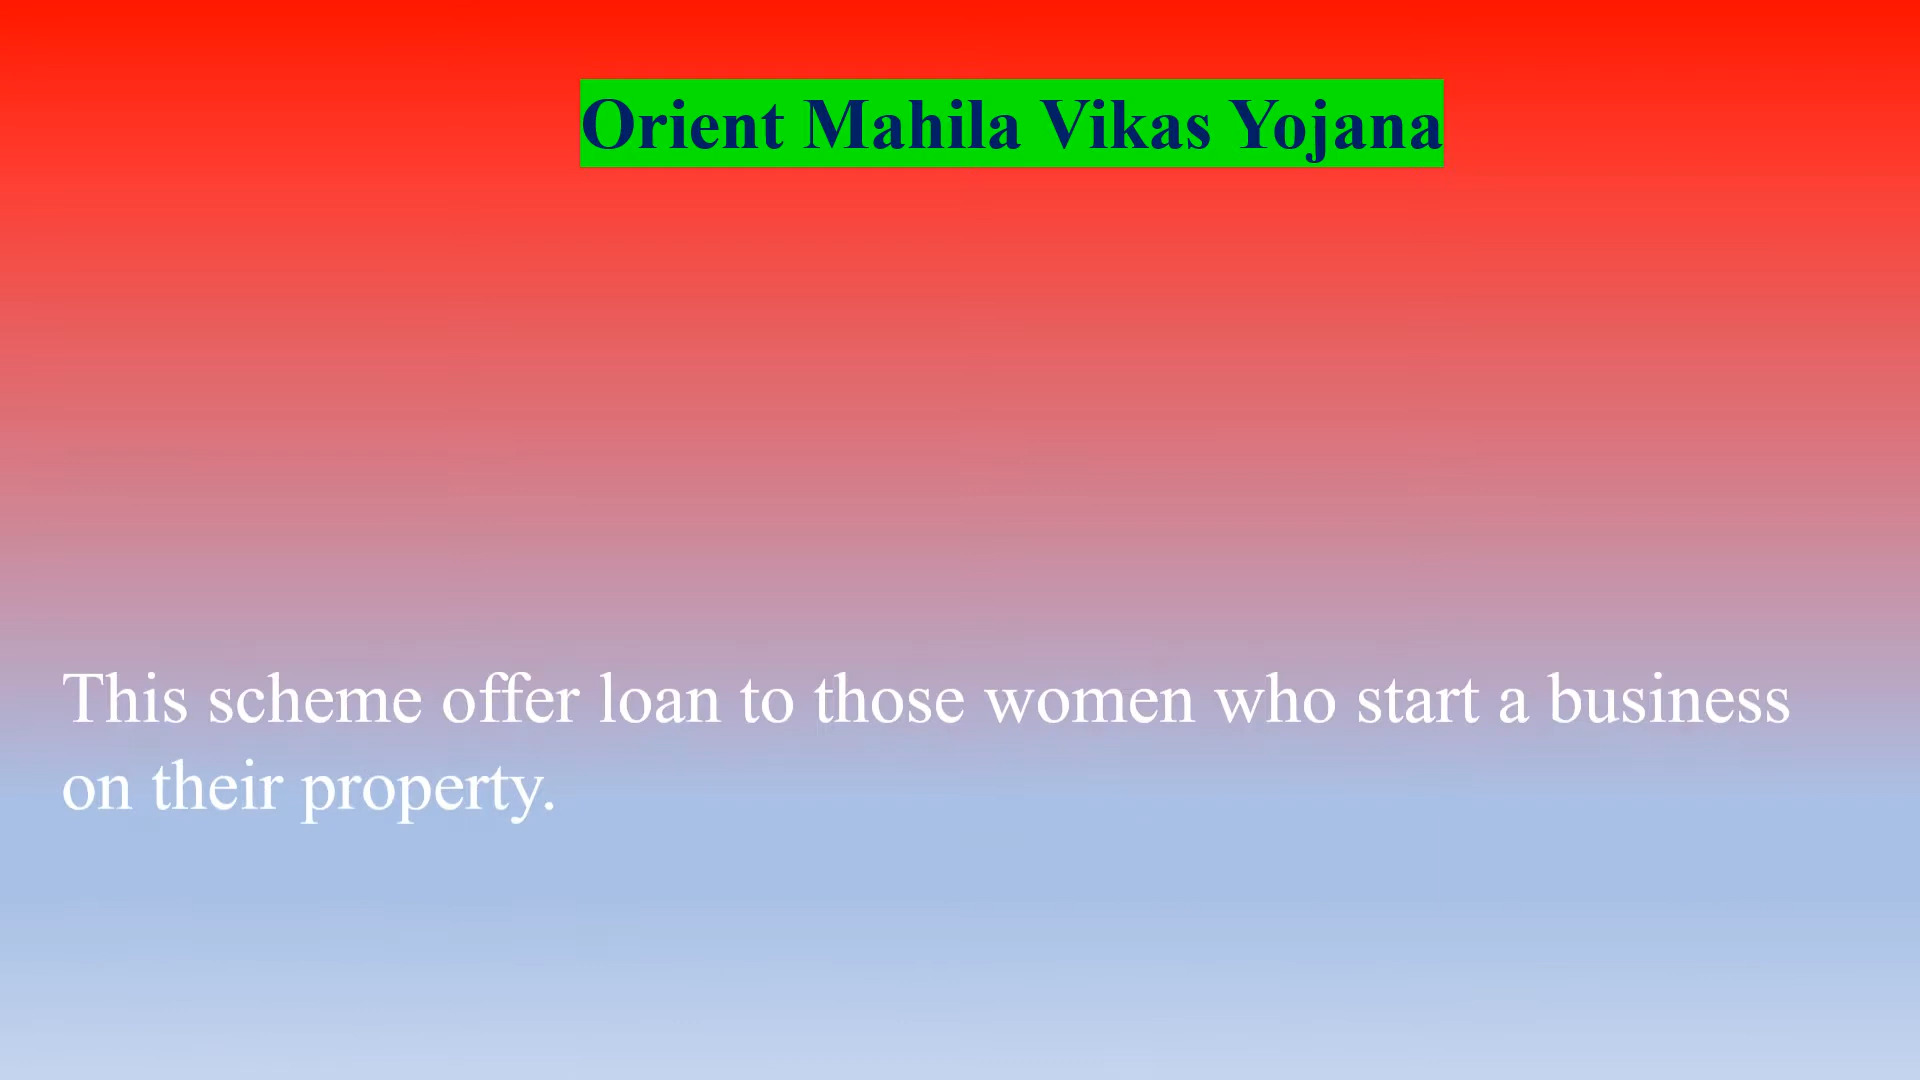 Orient Mahila Vikas Yojana
This scheme offer loan to those women who start a business
on their property.